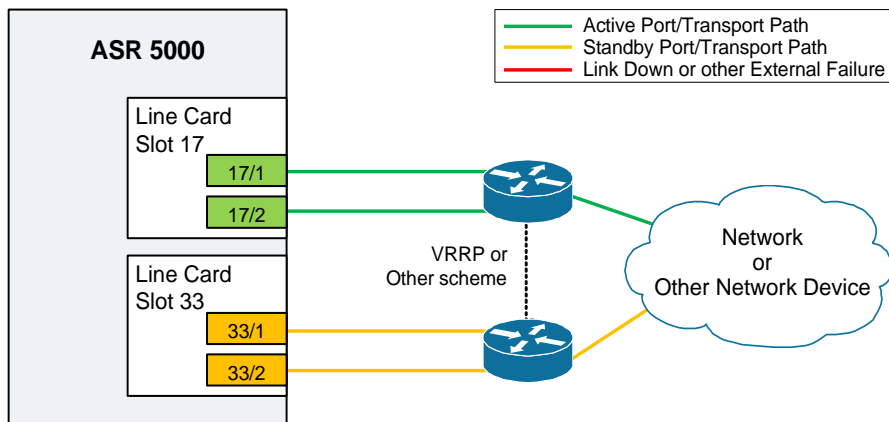 ASR 5000
Active Port/Transport Path
Standby Port/Transport Path
Link Down or other External Failure
Line Card
Slot 17
17/1
17/2
Line Card
Slot 33
33/1
33/2
VRRP or
Other scheme
Network
or
Other Network Device